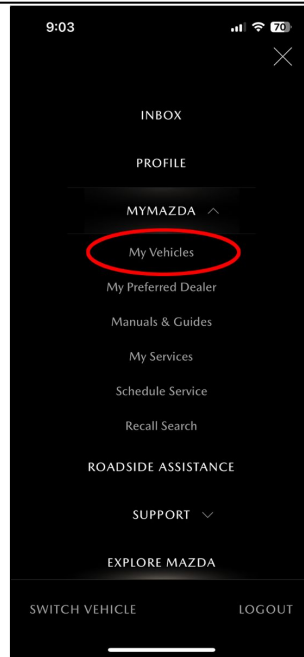 9:03
70
INBOX
PROFILE
MYMAZDA
My Vehicles
My Preferred Dealer
Manuals & Guides
My Services
Schedule Service
Recall Search
ROADSIDE ASSISTANCE
SUPPORT
EXPLORE MAZDA
SWITCH VEHICLE LOGOUT